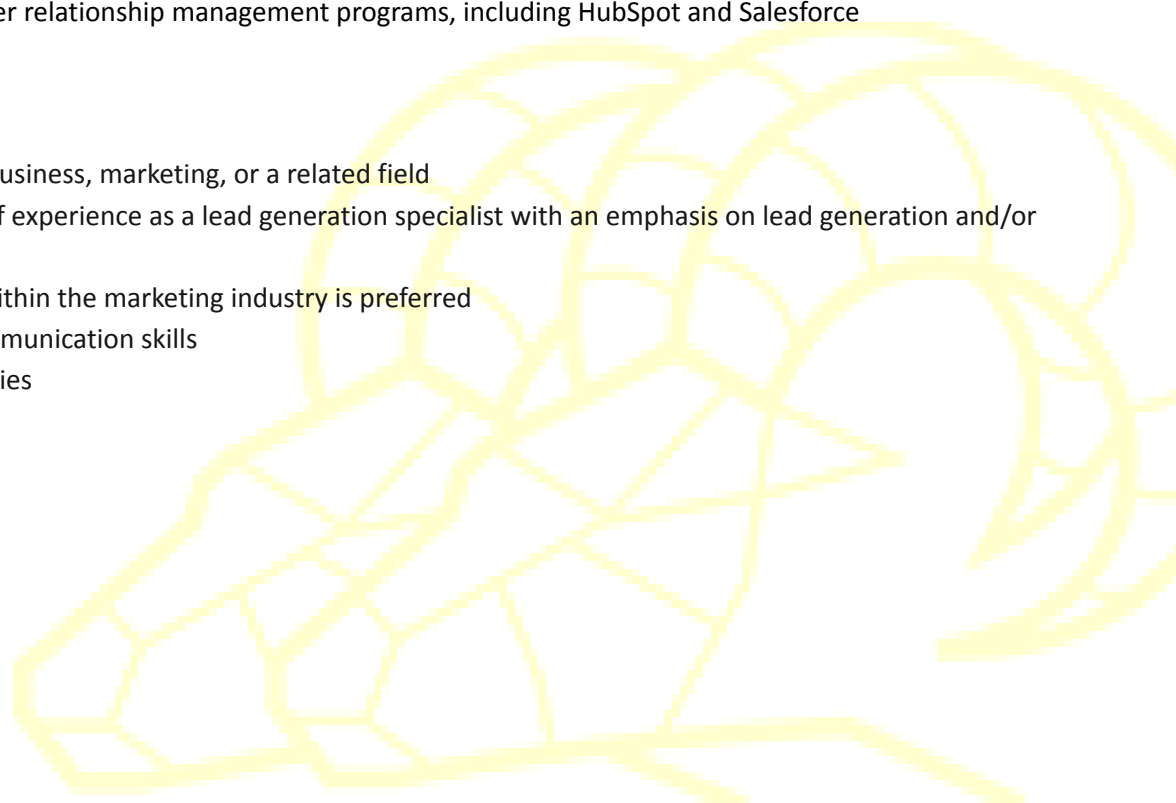 er relationship management programs, including HubSpot and Salesforce
usiness, marketing, or a related field
f experience as a lead generation specialist with an emphasis on lead generation and/or
ithin the marketing industry is preferred
mmunication skills
ies